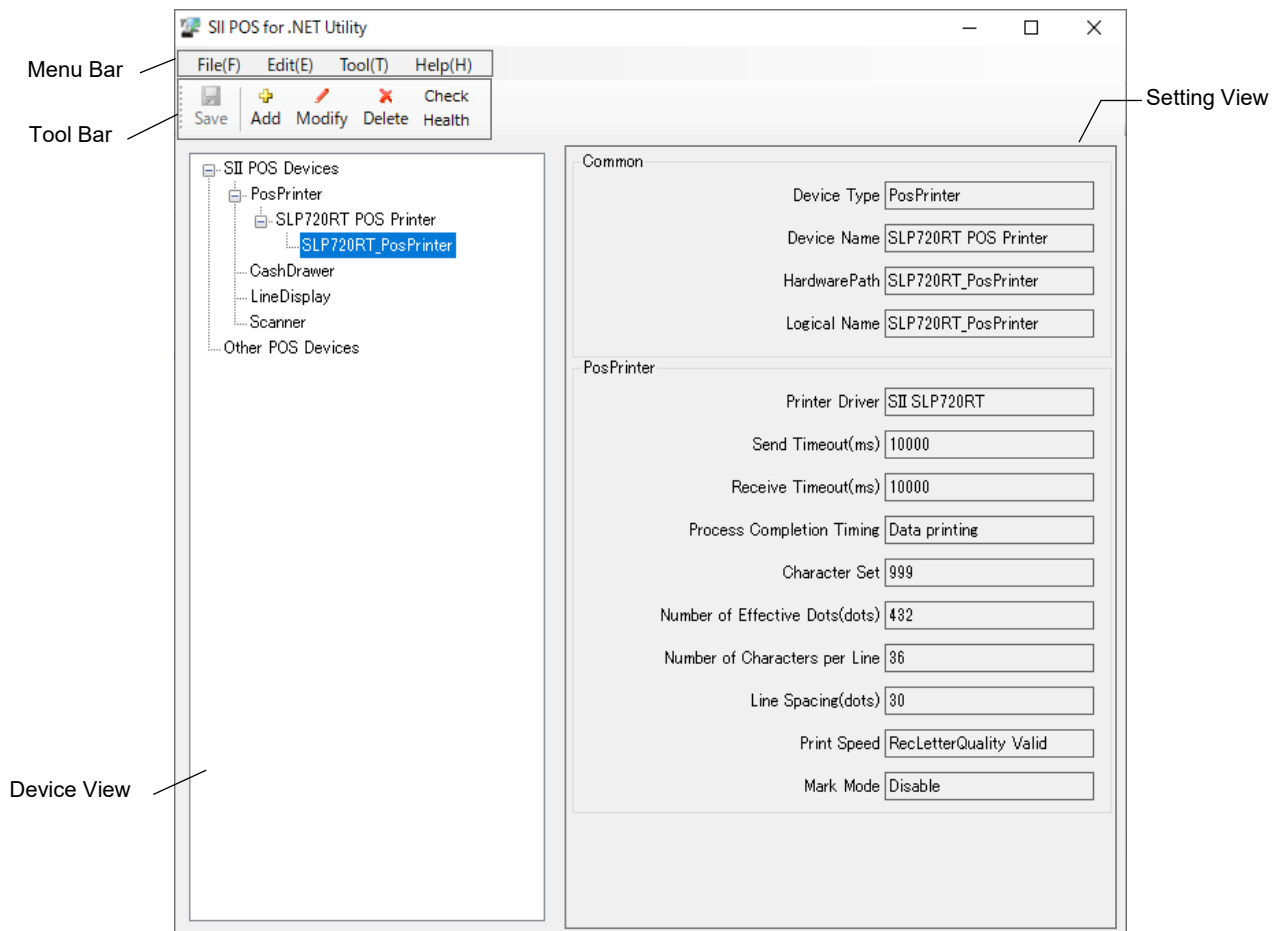 SII POS for .NET Utility
Menu Bar
File(F) Edit(E) Tool(T) Help(H)
Tool Bar
Save Add Modify Delete Check Health
Setting View
SII POS Devices
PosPrinter
SLP720RT POS Printer
SLP720RT_PosPrinter
CashDrawer
LineDisplay
Scanner
Other POS Devices
Device View
Common
Device Type PosPrinter
Device Name SLP720RT POS Printer
HardwarePath SLP720RT_PosPrinter
Logical Name SLP720RT_PosPrinter
PosPrinter
Printer Driver SII SLP720RT
Send Timeout(ms) 10000
Receive Timeout(ms) 10000
Process Completion Timing Data printing
Character Set 999
Number of Effective Dots(dots) 432
Number of Characters per Line 36
Line Spacing(dots) 30
Print Speed RecLetterQuality Valid
Mark Mode Disable